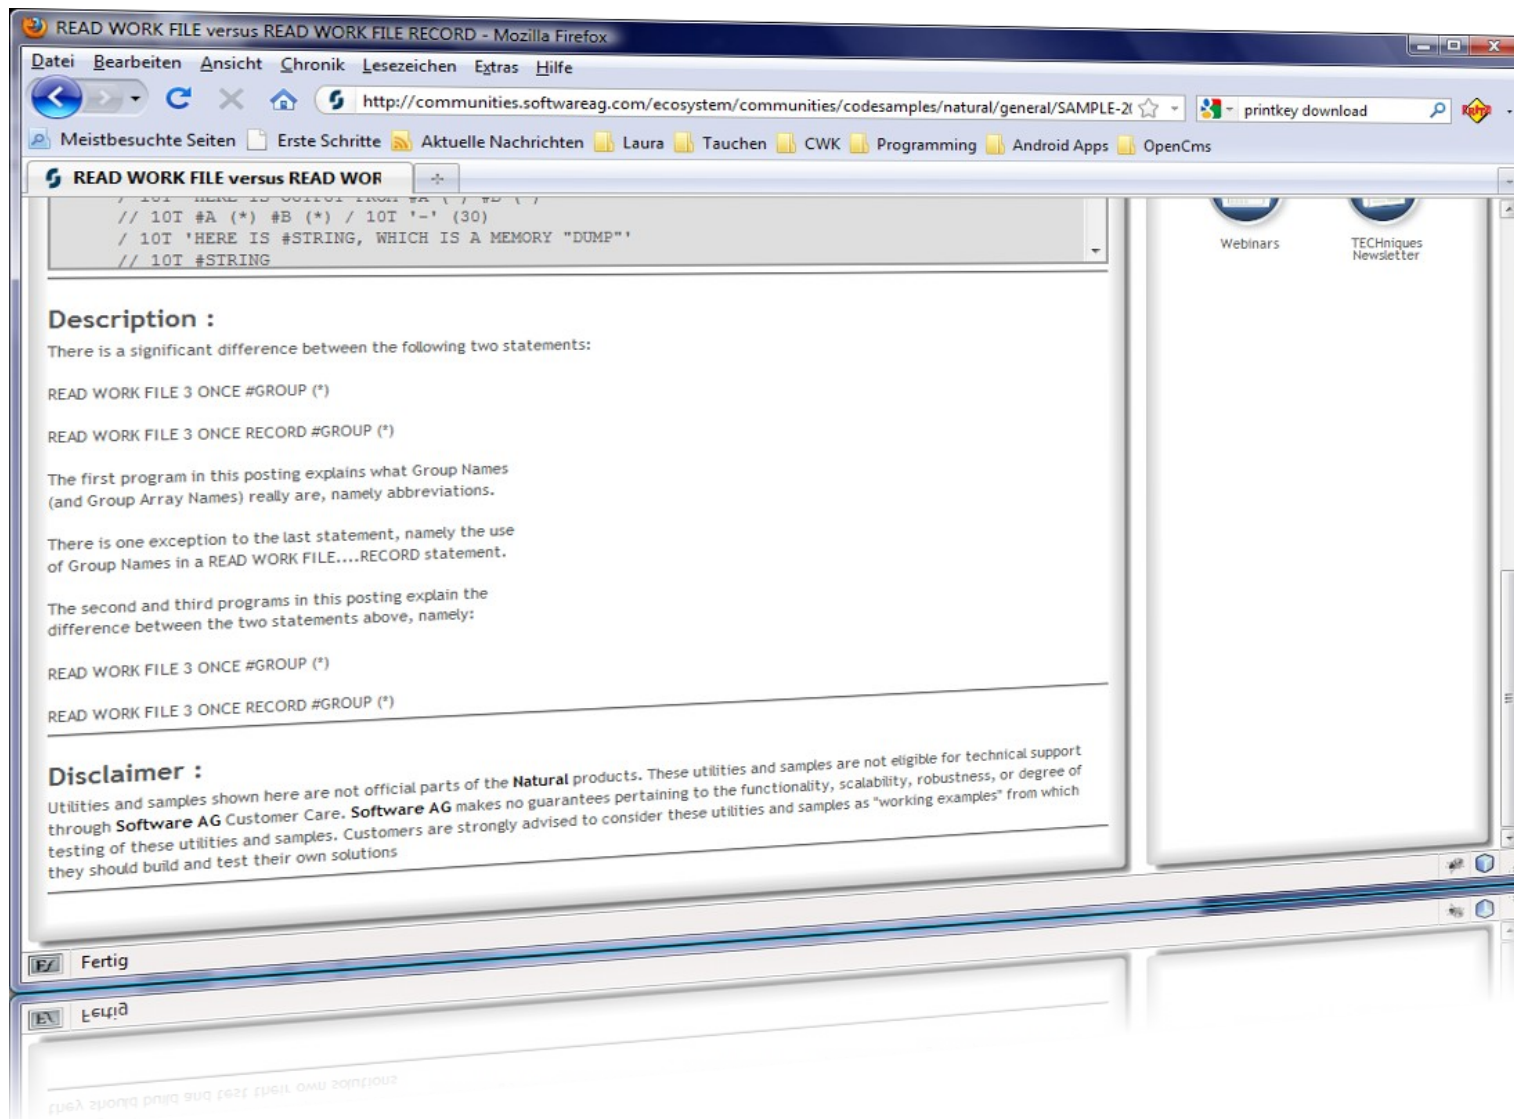 READ WORK FILE versus READ WORK FILE RECORD - Mozilla Firefox
Datei Bearbeiten Ansicht Chronik Lesezeichen Extras Hilfe
http://communities.softwareag.com/ecosystem/communities/codesamples/natural/general/SAMPLE-20
printkey download
Meistbesuchte Seiten Erste Schritte Aktuelle Nachrichten Laura Tauchen CWK Programming Android Apps OpenCms
READ WORK FILE versus READ WOR
/ 10T 'HERE IS OUTPUT FROM #A (*) #B (*)'
// 10T #A (*) #B (*) / 10T '-' (30)
/ 10T 'HERE IS #STRING, WHICH IS A MEMORY "DUMP"'
// 10T #STRING
Webinars
TECHniques
Newsletter
Description :
There is a significant difference between the following two statements:
READ WORK FILE 3 ONCE #GROUP (*)
READ WORK FILE 3 ONCE RECORD #GROUP (*)
The first program in this posting explains what Group Names
(and Group Array Names) really are, namely abbreviations.
There is one exception to the last statement, namely the use
of Group Names in a READ WORK FILE....RECORD statement.
The second and third programs in this posting explain the
difference between the two statements above, namely:
READ WORK FILE 3 ONCE #GROUP (*)
READ WORK FILE 3 ONCE RECORD #GROUP (*)
Disclaimer :
Utilities and samples shown here are not official parts of the Natural products. These utilities and samples are not eligible for technical support
through Software AG Customer Care. Software AG makes no guarantees pertaining to the functionality, scalability, robustness, or degree of
testing of these utilities and samples. Customers are strongly advised to consider these utilities and samples as "working examples" from which
they should build and test their own solutions
Fertig